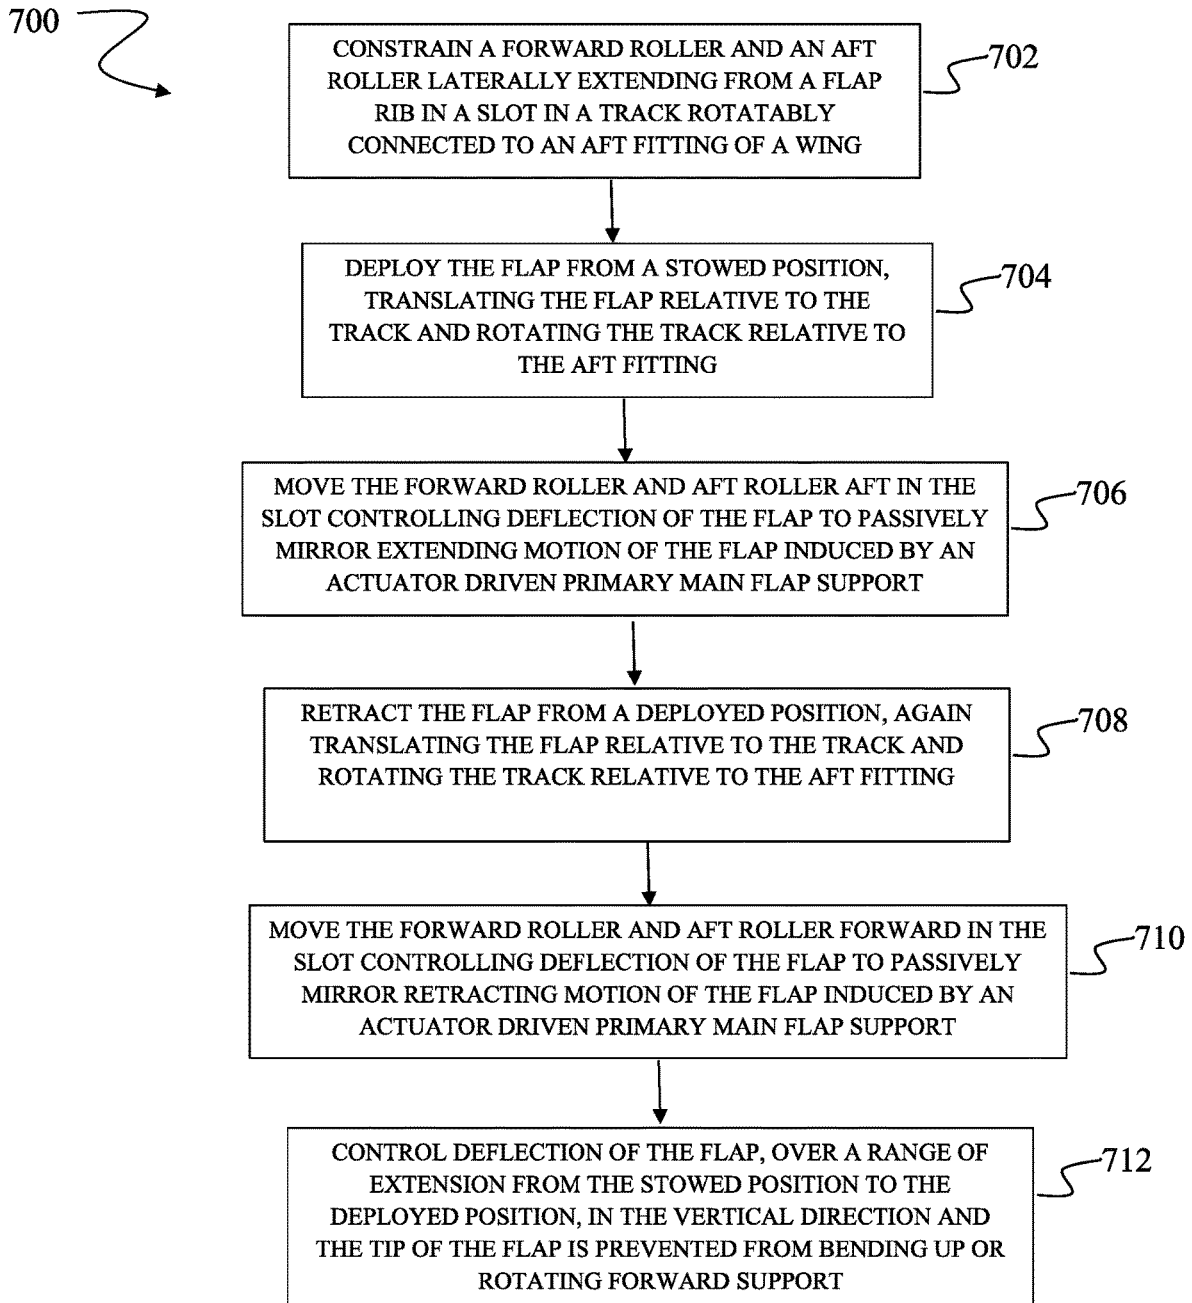 700
CONSTRAIN A FORWARD ROLLER AND AN AFT
ROLLER LATERALLY EXTENDING FROM A FLAP
RIB IN A SLOT IN A TRACK ROTATABLY
CONNECTED TO AN AFT FITTING OF A WING
702
DEPLOY THE FLAP FROM A STOWED POSITION,
TRANSLATING THE FLAP RELATIVE TO THE
TRACK AND ROTATING THE TRACK RELATIVE TO
THE AFT FITTING
704
MOVE THE FORWARD ROLLER AND AFT ROLLER AFT IN THE
SLOT CONTROLLING DEFLECTION OF THE FLAP TO PASSIVELY
MIRROR EXTENDING MOTION OF THE FLAP INDUCED BY AN
ACTUATOR DRIVEN PRIMARY MAIN FLAP SUPPORT
706
RETRACT THE FLAP FROM A DEPLOYED POSITION, AGAIN
TRANSLATING THE FLAP RELATIVE TO THE TRACK AND
ROTATING THE TRACK RELATIVE TO THE AFT FITTING
708
MOVE THE FORWARD ROLLER AND AFT ROLLER FORWARD IN THE
SLOT CONTROLLING DEFLECTION OF THE FLAP TO PASSIVELY
MIRROR RETRACTING MOTION OF THE FLAP INDUCED BY AN
ACTUATOR DRIVEN PRIMARY MAIN FLAP SUPPORT
710
CONTROL DEFLECTION OF THE FLAP, OVER A RANGE OF
EXTENSION FROM THE STOWED POSITION TO THE
DEPLOYED POSITION, IN THE VERTICAL DIRECTION AND
THE TIP OF THE FLAP IS PREVENTED FROM BENDING UP OR
ROTATING FORWARD SUPPORT
712